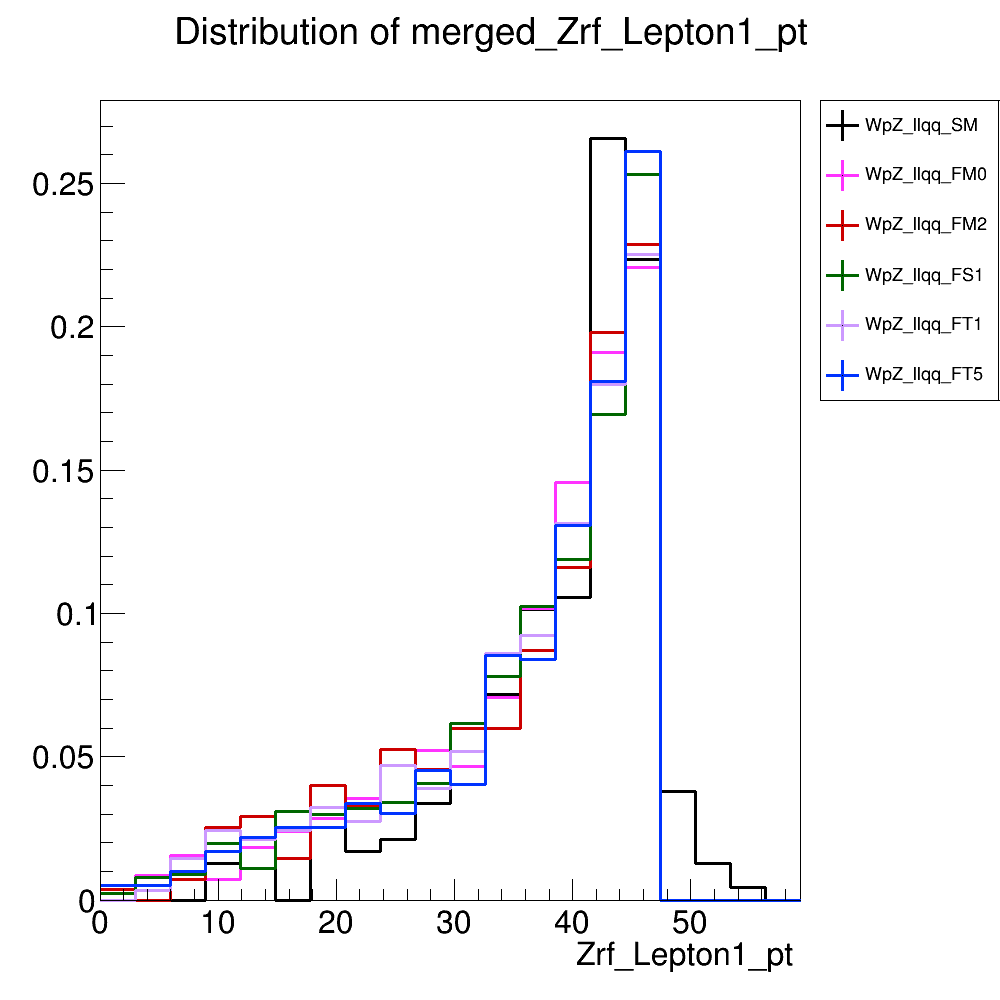 Distribution of merged_Zrf_Lepton1_pt
WpZ_llqq_SM
WpZ_llqq_FM0
WpZ_llqq_FM2
WpZ_llqq_FS1
WpZ_llqq_FT1
WpZ_llqq_FT5
0.25
0.2
0.15
0.1
0.05
0
0 10 20 30 40 50
Zrf_Lepton1_pt